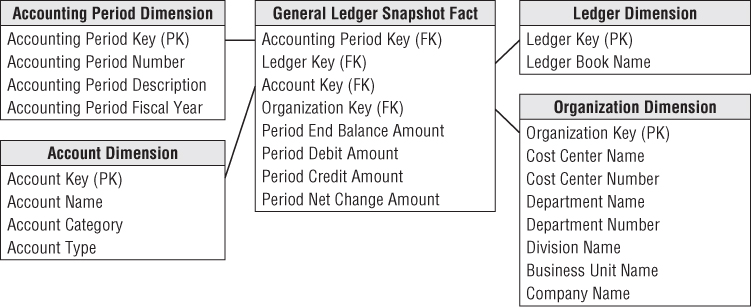 Accounting Period Dimension
Accounting Period Key (PK)
Accounting Period Number
Accounting Period Description
Accounting Period Fiscal Year
Account Dimension
Account Key (PK)
Account Name
Account Category
Account Type
General Ledger Snapshot Fact
Accounting Period Key (FK)
Ledger Key (FK)
Account Key (FK)
Organization Key (FK)
Period End Balance Amount
Period Debit Amount
Period Credit Amount
Period Net Change Amount
Ledger Dimension
Ledger Key (PK)
Ledger Book Name
Organization Dimension
Organization Key (PK)
Cost Center Name
Cost Center Number
Department Name
Department Number
Division Name
Business Unit Name
Company Name